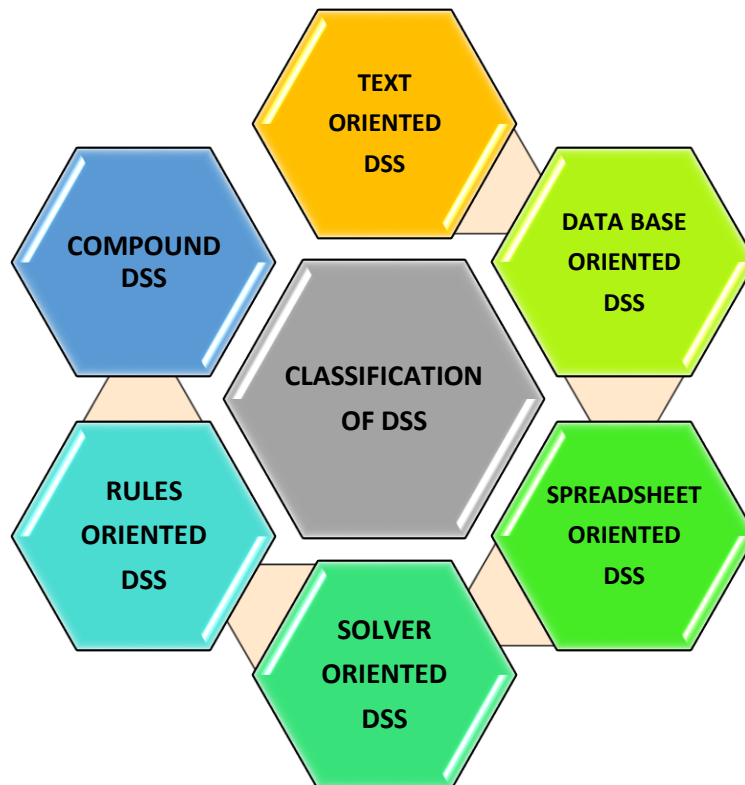 TEXT
ORIENTED
DSS
DATA BASE
ORIENTED
DSS
SPREADSHEET
ORIENTED
DSS
SOLVER
ORIENTED
DSS
RULES
ORIENTED
DSS
COMPOUND
DSS
CLASSIFICATION
OF DSS